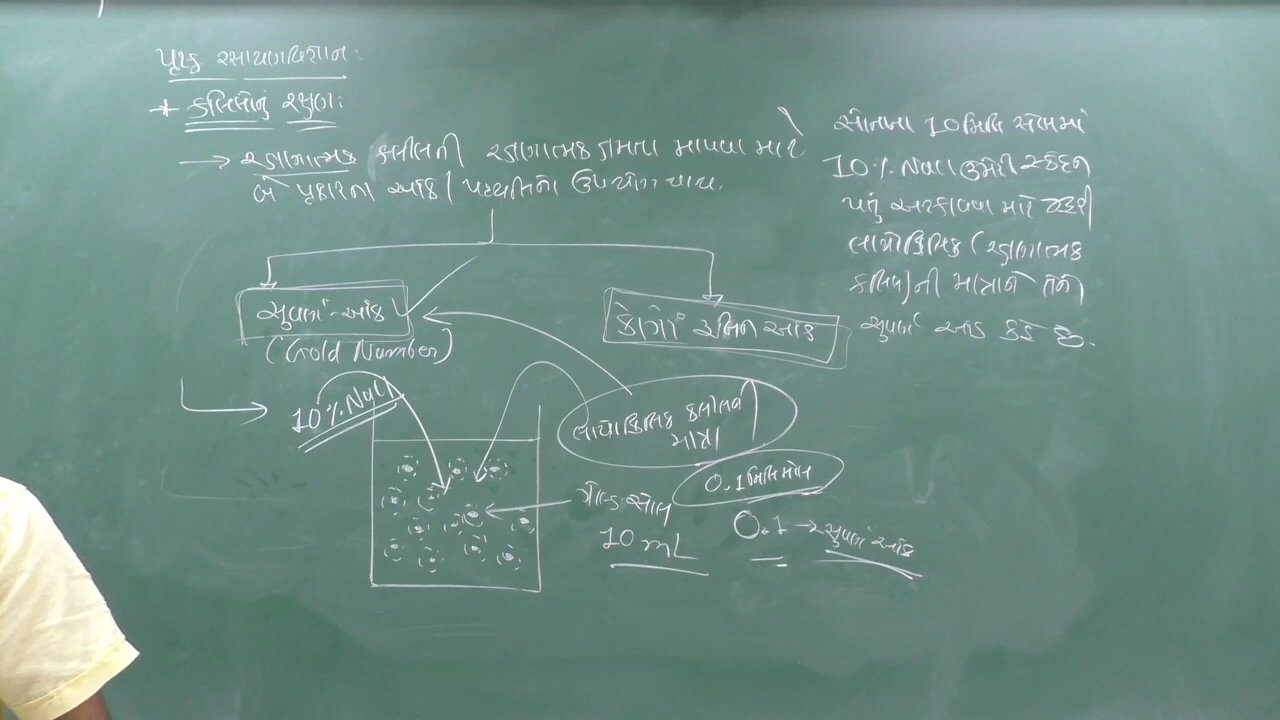 પૃષ્ઠ રસાયણવિજ્ઞાન:
* કલિલોનું રક્ષણ:
→ રક્ષણાત્મક કલીલની રક્ષણાત્મક ક્ષમતા માપવા માટે
બે પ્રકારના આંક/પધ્ધતિનો ઉપયોગ થાય.
સુવર્ણ-આંક
(Gold Number)
કોંગો રૂબિન આંક
10% NaCl
લાયોફિલિક કલીલની
માત્રા
0.1 મિલિમોલ
ગોલ્ડ સોલ
10 mL
0.1 → સુવર્ણ આંક
સોનાના 10 મિલિ સોલમાં
10% NaCl ઉમેરી સ્કંદન
થતું અટકાવવા માટે જરૂરી
લાયોફિલિક (રક્ષણાત્મક
કલિલ)ની માત્રાને તેનો
સુવર્ણ આંક કહે છે.